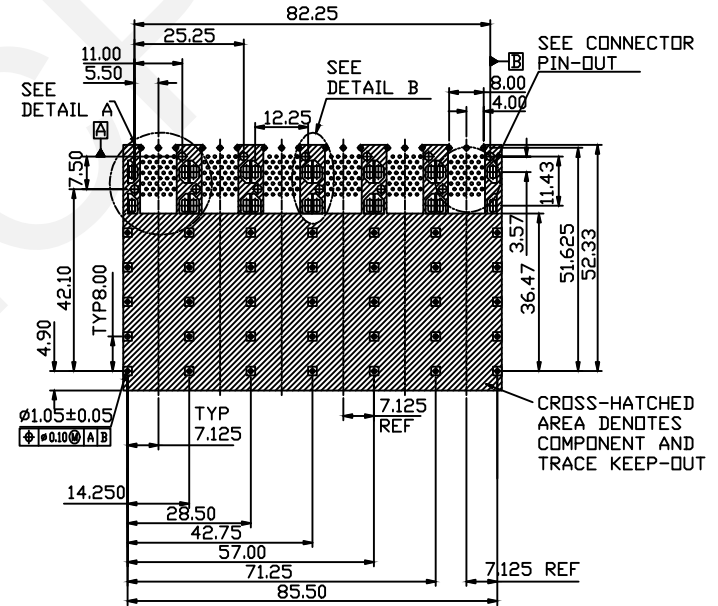 82.25
25.25
SEE CONNECTOR
PIN-OUT
B
11.00
5.50
SEE
DETAIL B
8.00
4.00
SEE
DETAIL A
12.25
A
7.50
11.43
3.57
36.47
51.625
52.33
42.10
TYP8.00
4.90
ø1.05±0.05
⌖ ø0.10Ⓜ A B
TYP
7.125
7.125
REF
CROSS-HATCHED
AREA DENOTES
COMPONENT AND
TRACE KEEP-OUT
14.250
28.50
42.75
57.00
71.25
7.125 REF
85.50